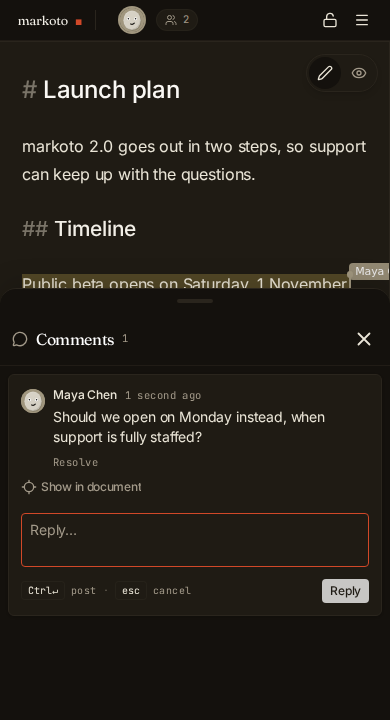 markoto
2
# Launch plan
markoto 2.0 goes out in two steps, so support
can keep up with the questions.
## Timeline
Maya
Public beta opens on Saturday, 1 November
Comments 1
Maya Chen 1 second ago
Should we open on Monday instead, when
support is fully staffed?
Resolve
Show in document
Reply...
Ctrl↵ post · esc cancel
Reply